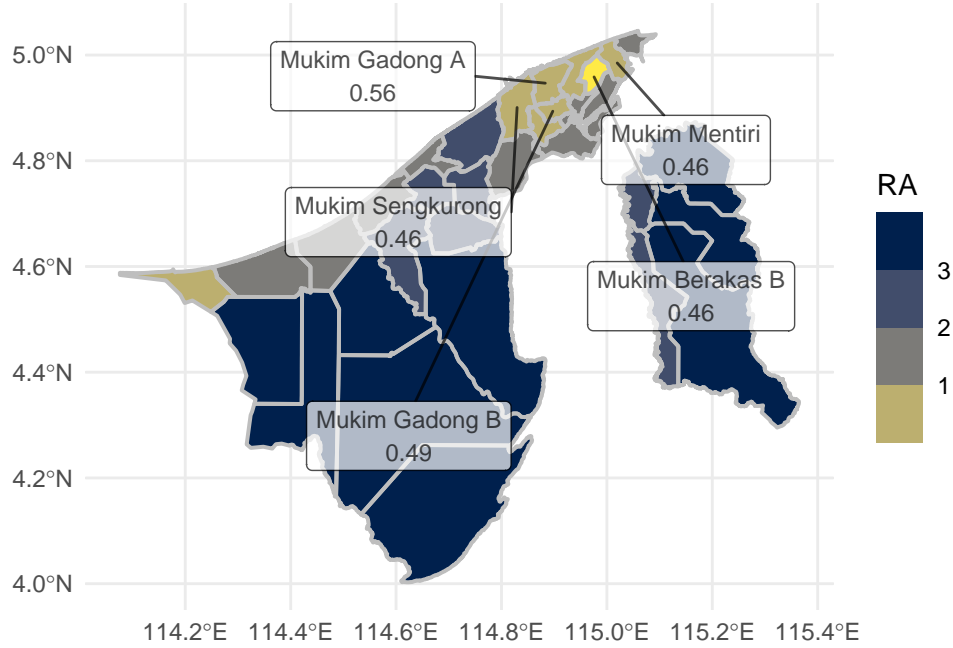 5.0°N
4.8°N
4.6°N
4.4°N
4.2°N
4.0°N
Mukim Gadong A
0.56
Mukim Mentiri
0.46
Mukim Sengkurong
0.46
Mukim Berakas B
0.46
Mukim Gadong B
0.49
114.2°E
114.4°E
114.6°E
114.8°E
115.0°E
115.2°E
115.4°E
RA
3
2
1